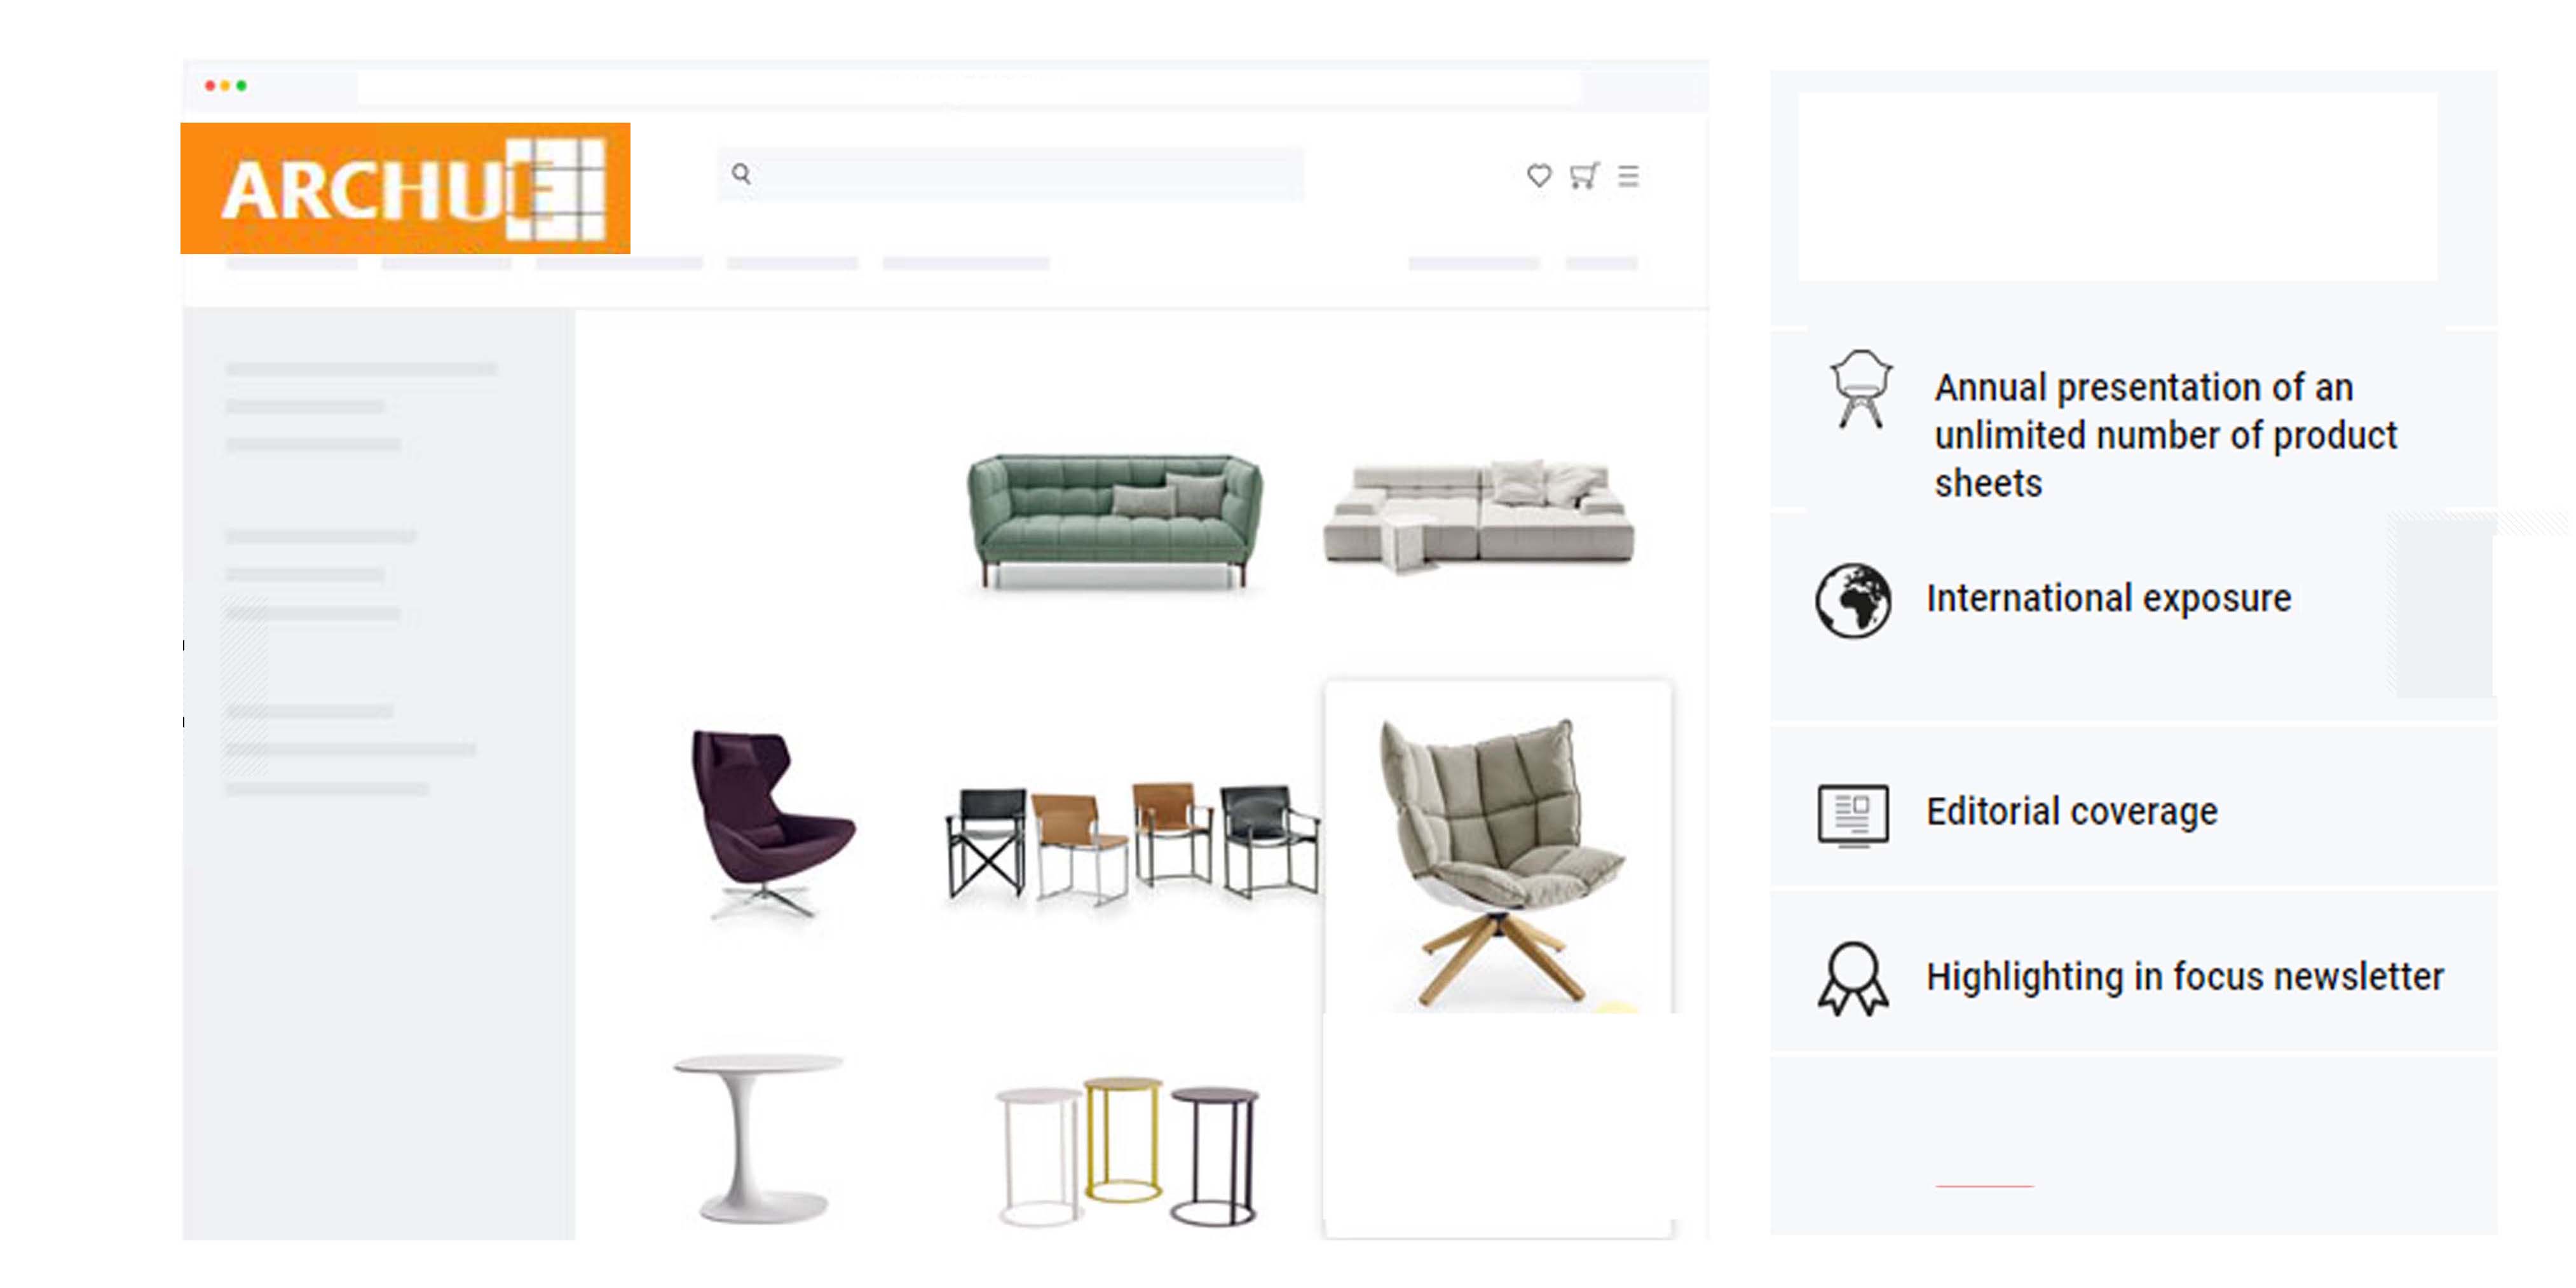 ARCHUE
Annual presentation of an
unlimited number of product
sheets
International exposure
Editorial coverage
Highlighting in focus newsletter